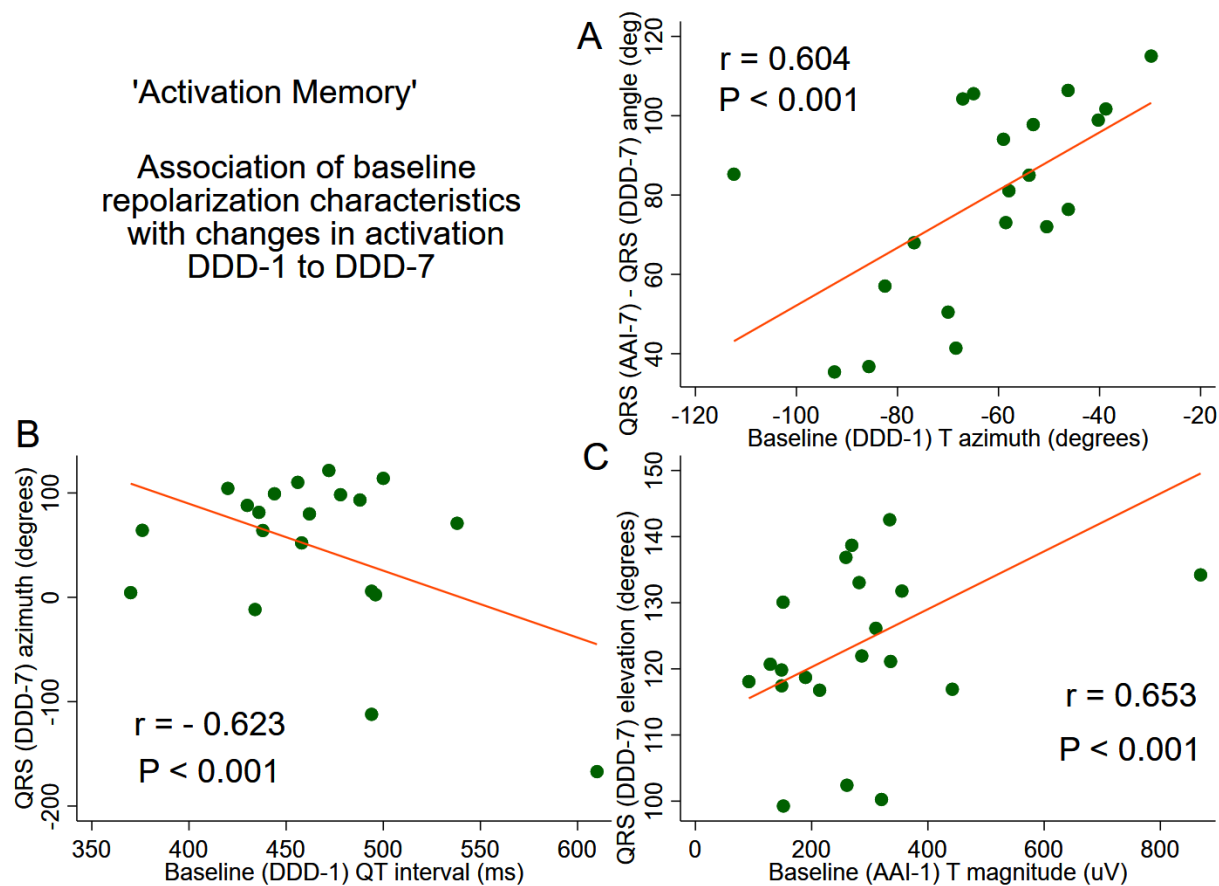 'Activation Memory'
Association of baseline
repolarization characteristics
with changes in activation
DDD-1 to DDD-7
A
QRS (AAI-7) - QRS (DDD-7) angle (deg)
120
100
80
60
40
r = 0.604
P < 0.001
-120
-100
-80
-60
-40
-20
Baseline (DDD-1) T azimuth (degrees)
B
QRS (DDD-7) azimuth (degrees)
100
0
-100
-200
r = - 0.623
P < 0.001
350
400
450
500
550
600
Baseline (DDD-1) QT interval (ms)
C
QRS (DDD-7) elevation (degrees)
150
140
130
120
110
100
r = 0.653
P < 0.001
0
200
400
600
800
Baseline (AAI-1) T magnitude (uV)